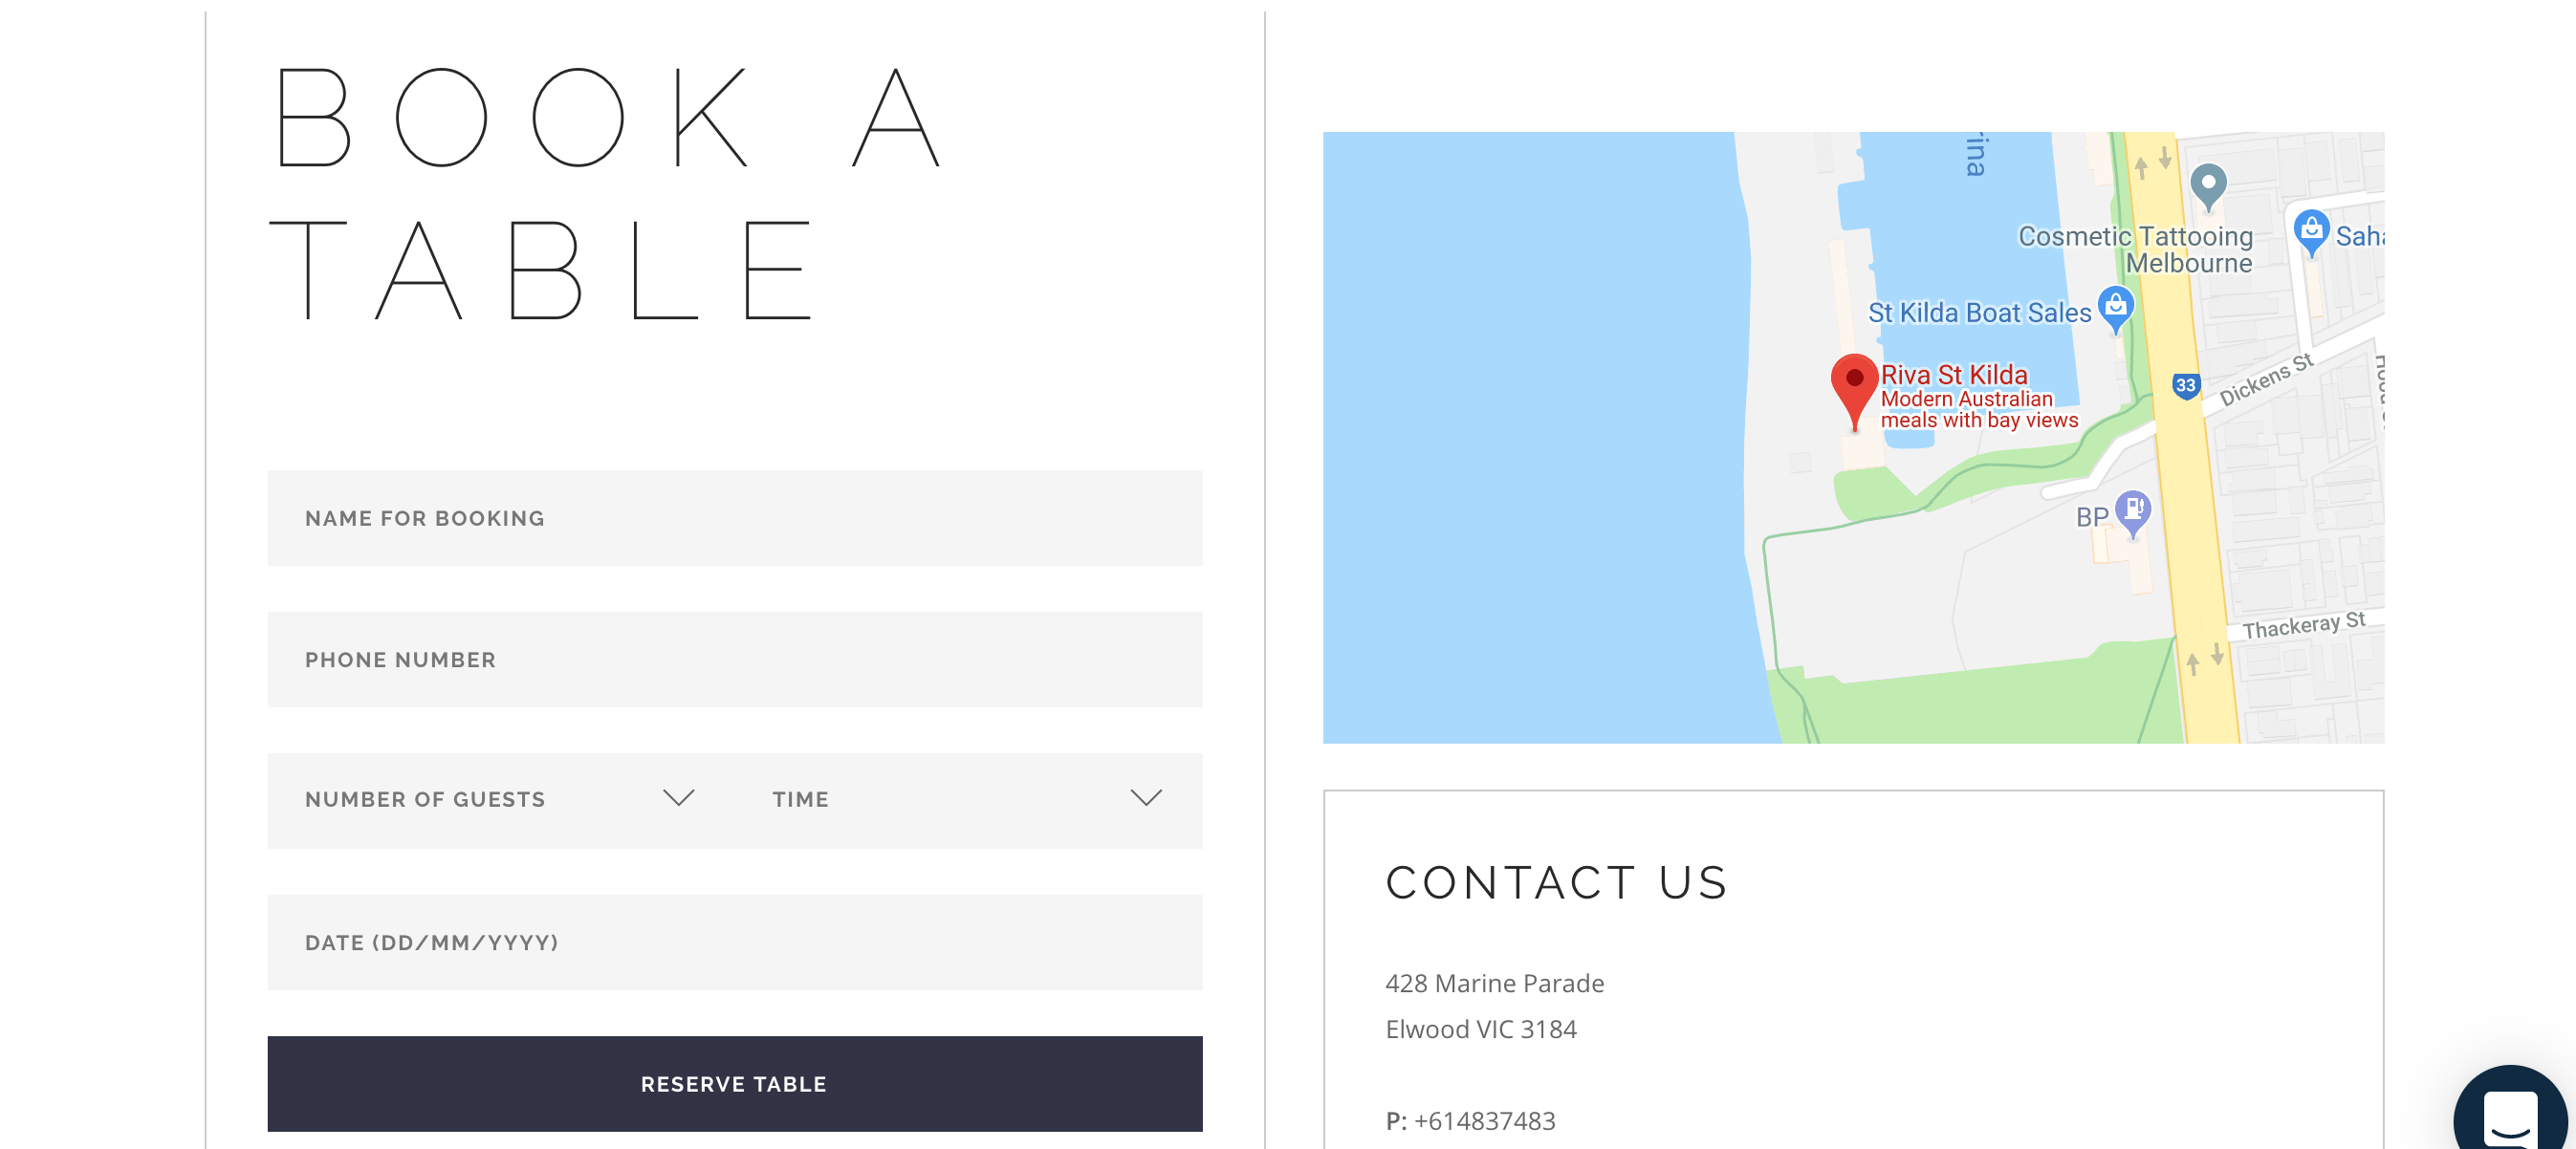 BOOK A
TABLE
NAME FOR BOOKING
PHONE NUMBER
NUMBER OF GUESTS
TIME
DATE (DD/MM/YYYY)
RESERVE TABLE
Cosmetic Tattooing
Melbourne
St Kilda Boat Sales
Riva St Kilda
Modern Australian
meals with bay views
33
Dickens St
BP
Thackeray St
CONTACT US
428 Marine Parade
Elwood VIC 3184
P: +614837483